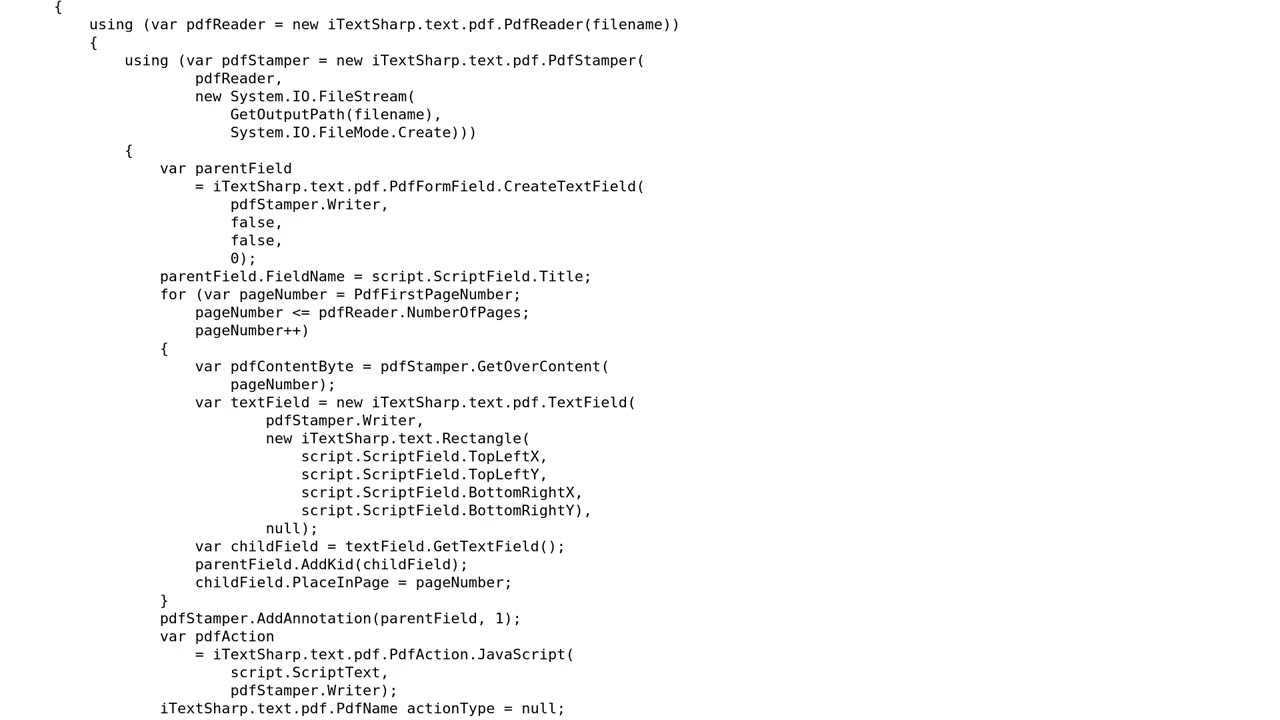 {
using (var pdfReader = new iTextSharp.text.pdf.PdfReader(filename))
{
using (var pdfStamper = new iTextSharp.text.pdf.PdfStamper(
pdfReader,
new System.IO.FileStream(
GetOutputPath(filename),
System.IO.FileMode.Create)))
{
var parentField
= iTextSharp.text.pdf.PdfFormField.CreateTextField(
pdfStamper.Writer,
false,
false,
0);
parentField.FieldName = script.ScriptField.Title;
for (var pageNumber = PdfFirstPageNumber;
pageNumber <= pdfReader.NumberOfPages;
pageNumber++)
{
var pdfContentByte = pdfStamper.GetOverContent(
pageNumber);
var textField = new iTextSharp.text.pdf.TextField(
pdfStamper.Writer,
new iTextSharp.text.Rectangle(
script.ScriptField.TopLeftX,
script.ScriptField.TopLeftY,
script.ScriptField.BottomRightX,
script.ScriptField.BottomRightY),
null);
var childField = textField.GetTextField();
parentField.AddKid(childField);
childField.PlaceInPage = pageNumber;
}
pdfStamper.AddAnnotation(parentField, 1);
var pdfAction
= iTextSharp.text.pdf.PdfAction.JavaScript(
script.ScriptText,
pdfStamper.Writer);
iTextSharp.text.pdf.PdfName actionType = null;